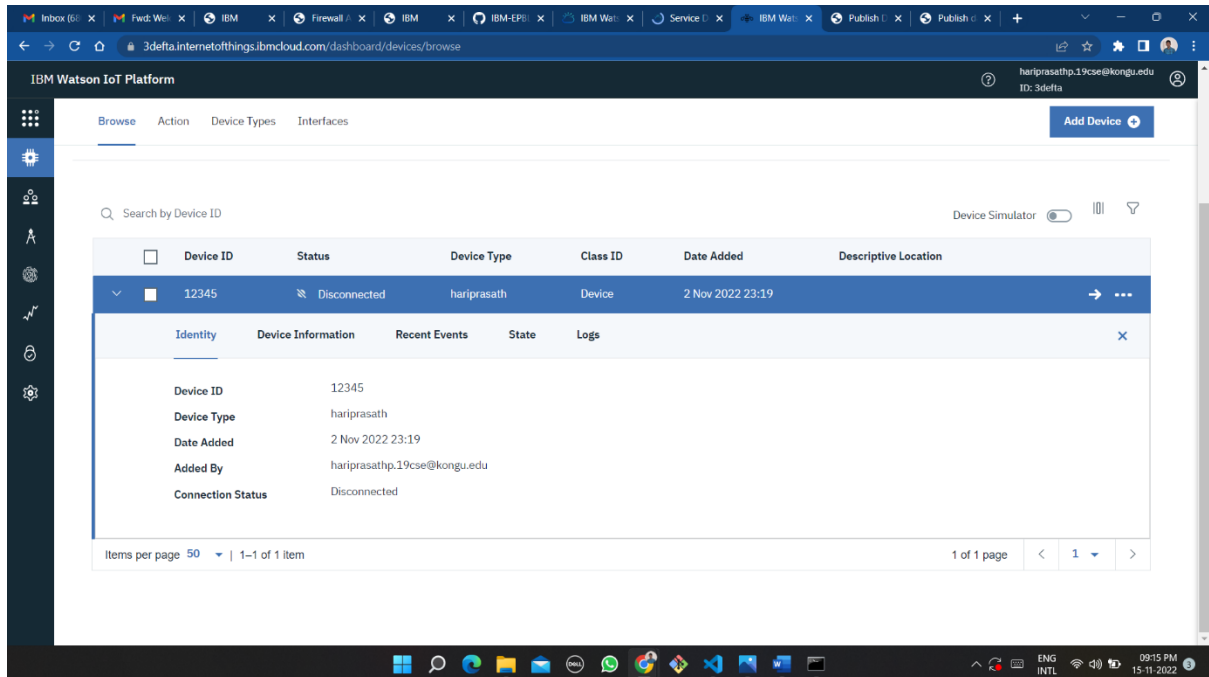 Inbox (68
Fwd: Wel
IBM
Firewall A
IBM
IBM-EPBL
IBM Wats
Service D
IBM Wats
Publish D
Publish d
3defta.internetofthings.ibmcloud.com/dashboard/devices/browse
IBM Watson IoT Platform
hariprasathp.19cse@kongu.edu
ID: 3defta
Browse Action Device Types Interfaces
Add Device
Search by Device ID
Device Simulator
Device ID Status Device Type Class ID Date Added Descriptive Location
12345 Disconnected hariprasath Device 2 Nov 2022 23:19
Identity Device Information Recent Events State Logs
Device ID 12345
Device Type hariprasath
Date Added 2 Nov 2022 23:19
Added By hariprasathp.19cse@kongu.edu
Connection Status Disconnected
Items per page 50 | 1–1 of 1 item
1 of 1 page 1
DELL
ENG
INTL
09:15 PM
15-11-2022
3